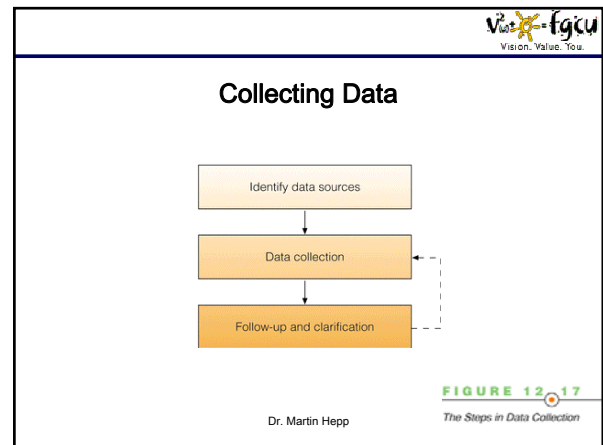 fgcu
Vision. Value. You.
Collecting Data
Identify data sources
Data collection
Follow-up and clarification
FIGURE 12 17
The Steps in Data Collection
Dr. Martin Hepp